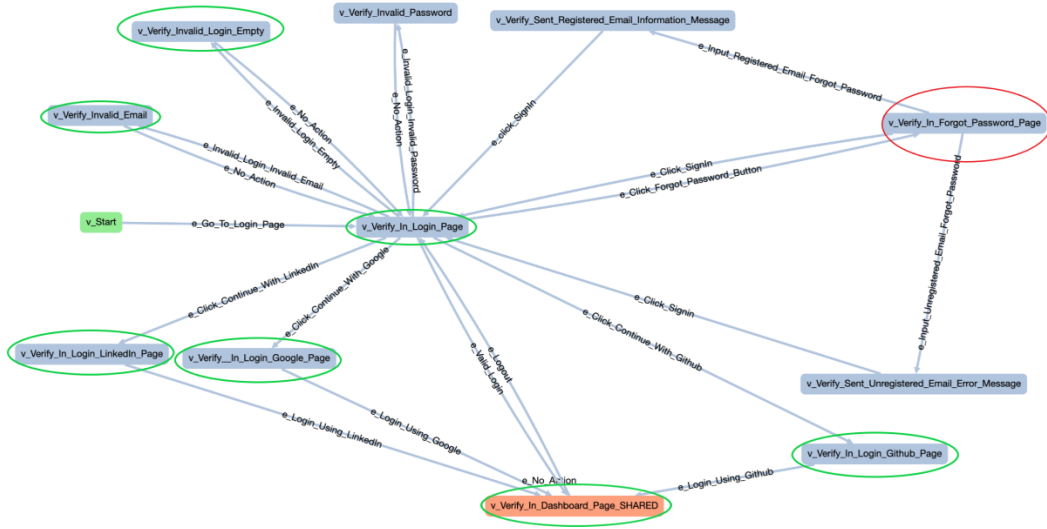 v_Verify_Invalid_Password
v_Verify_Sent_Registered_Email_Information_Message
v_Verify_Invalid_Login_Empty
e_Input_Registered_Email_Forgot_Password
e_No_Action
e_Invalid_Login_Empty
e_Invalid_Login_Invalid_Password
e_No_Action
e_click_SignIn
v_Verify_Invalid_Email
v_Verify_In_Forgot_Password_Page
e_Invalid_Login_Invalid_Email
e_No_Action
e_Click_SignIn
e_Click_Forgot_Password_Button
v_Start
e_Go_To_Login_Page
v_Verify_In_Login_Page
e_Input_Unregistered_Email_Forgot_Password
e_Click_Continue_With_LinkedIn
e_Click_Continue_With_Google
e_Click_Signin
e_Click_Continue_With_Github
v_Verify_In_Login_LinkedIn_Page
v_Verify__In_Login_Google_Page
e_Logout
e_Valid_Login
v_Verify_Sent_Unregistered_Email_Error_Message
e_Login_Using_LinkedIn
e_Login_Using_Google
v_Verify_In_Login_Github_Page
e_No_Action
e_Login_Using_Github
v_Verify_In_Dashboard_Page_SHARED